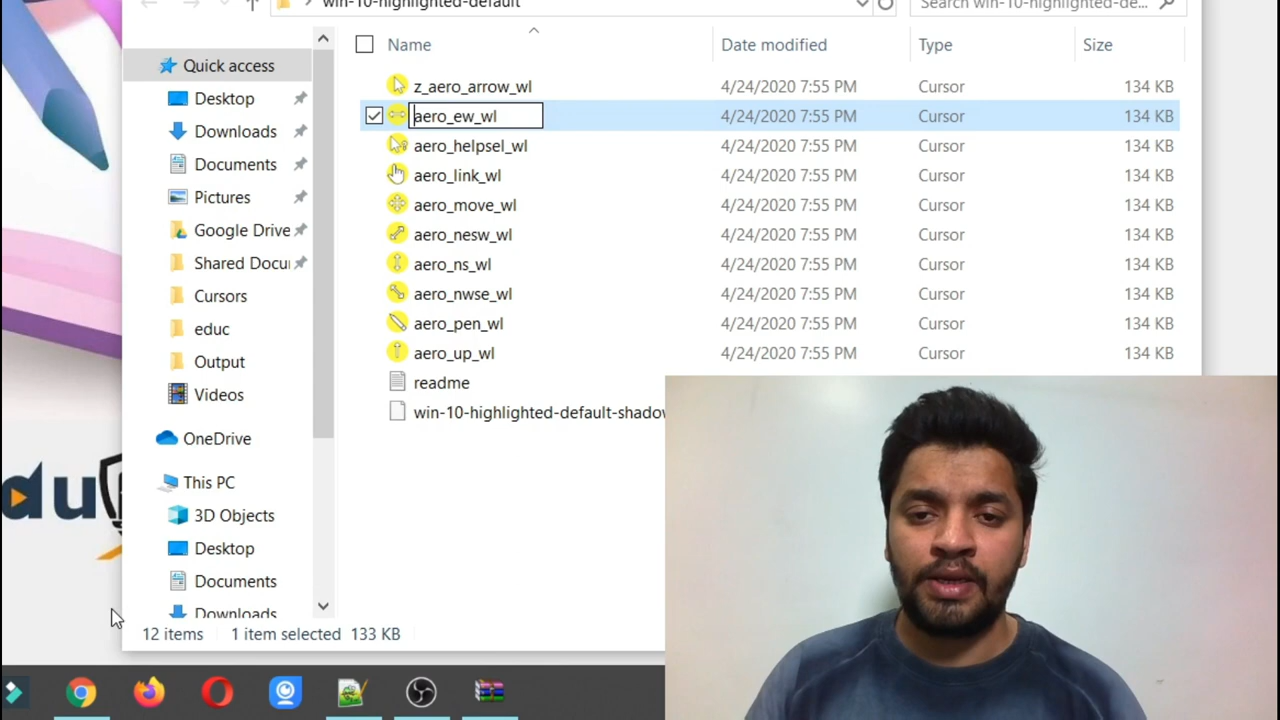 win-10-highlighted-default
Search win-10-highlighted-de...
Name Date modified Type Size
Quick access
Desktop
Downloads
Documents
Pictures
Google Drive
Shared Docu
Cursors
educ
Output
Videos
OneDrive
This PC
3D Objects
Desktop
Documents
Downloads
z_aero_arrow_wl 4/24/2020 7:55 PM Cursor 134 KB
aero_ew_wl 4/24/2020 7:55 PM Cursor 134 KB
aero_helpsel_wl 4/24/2020 7:55 PM Cursor 134 KB
aero_link_wl 4/24/2020 7:55 PM Cursor 134 KB
aero_move_wl 4/24/2020 7:55 PM Cursor 134 KB
aero_nesw_wl 4/24/2020 7:55 PM Cursor 134 KB
aero_ns_wl 4/24/2020 7:55 PM Cursor 134 KB
aero_nwse_wl 4/24/2020 7:55 PM Cursor 134 KB
aero_pen_wl 4/24/2020 7:55 PM Cursor 134 KB
aero_up_wl 4/24/2020 7:55 PM Cursor 134 KB
readme
win-10-highlighted-default-shadow
12 items 1 item selected 133 KB
du